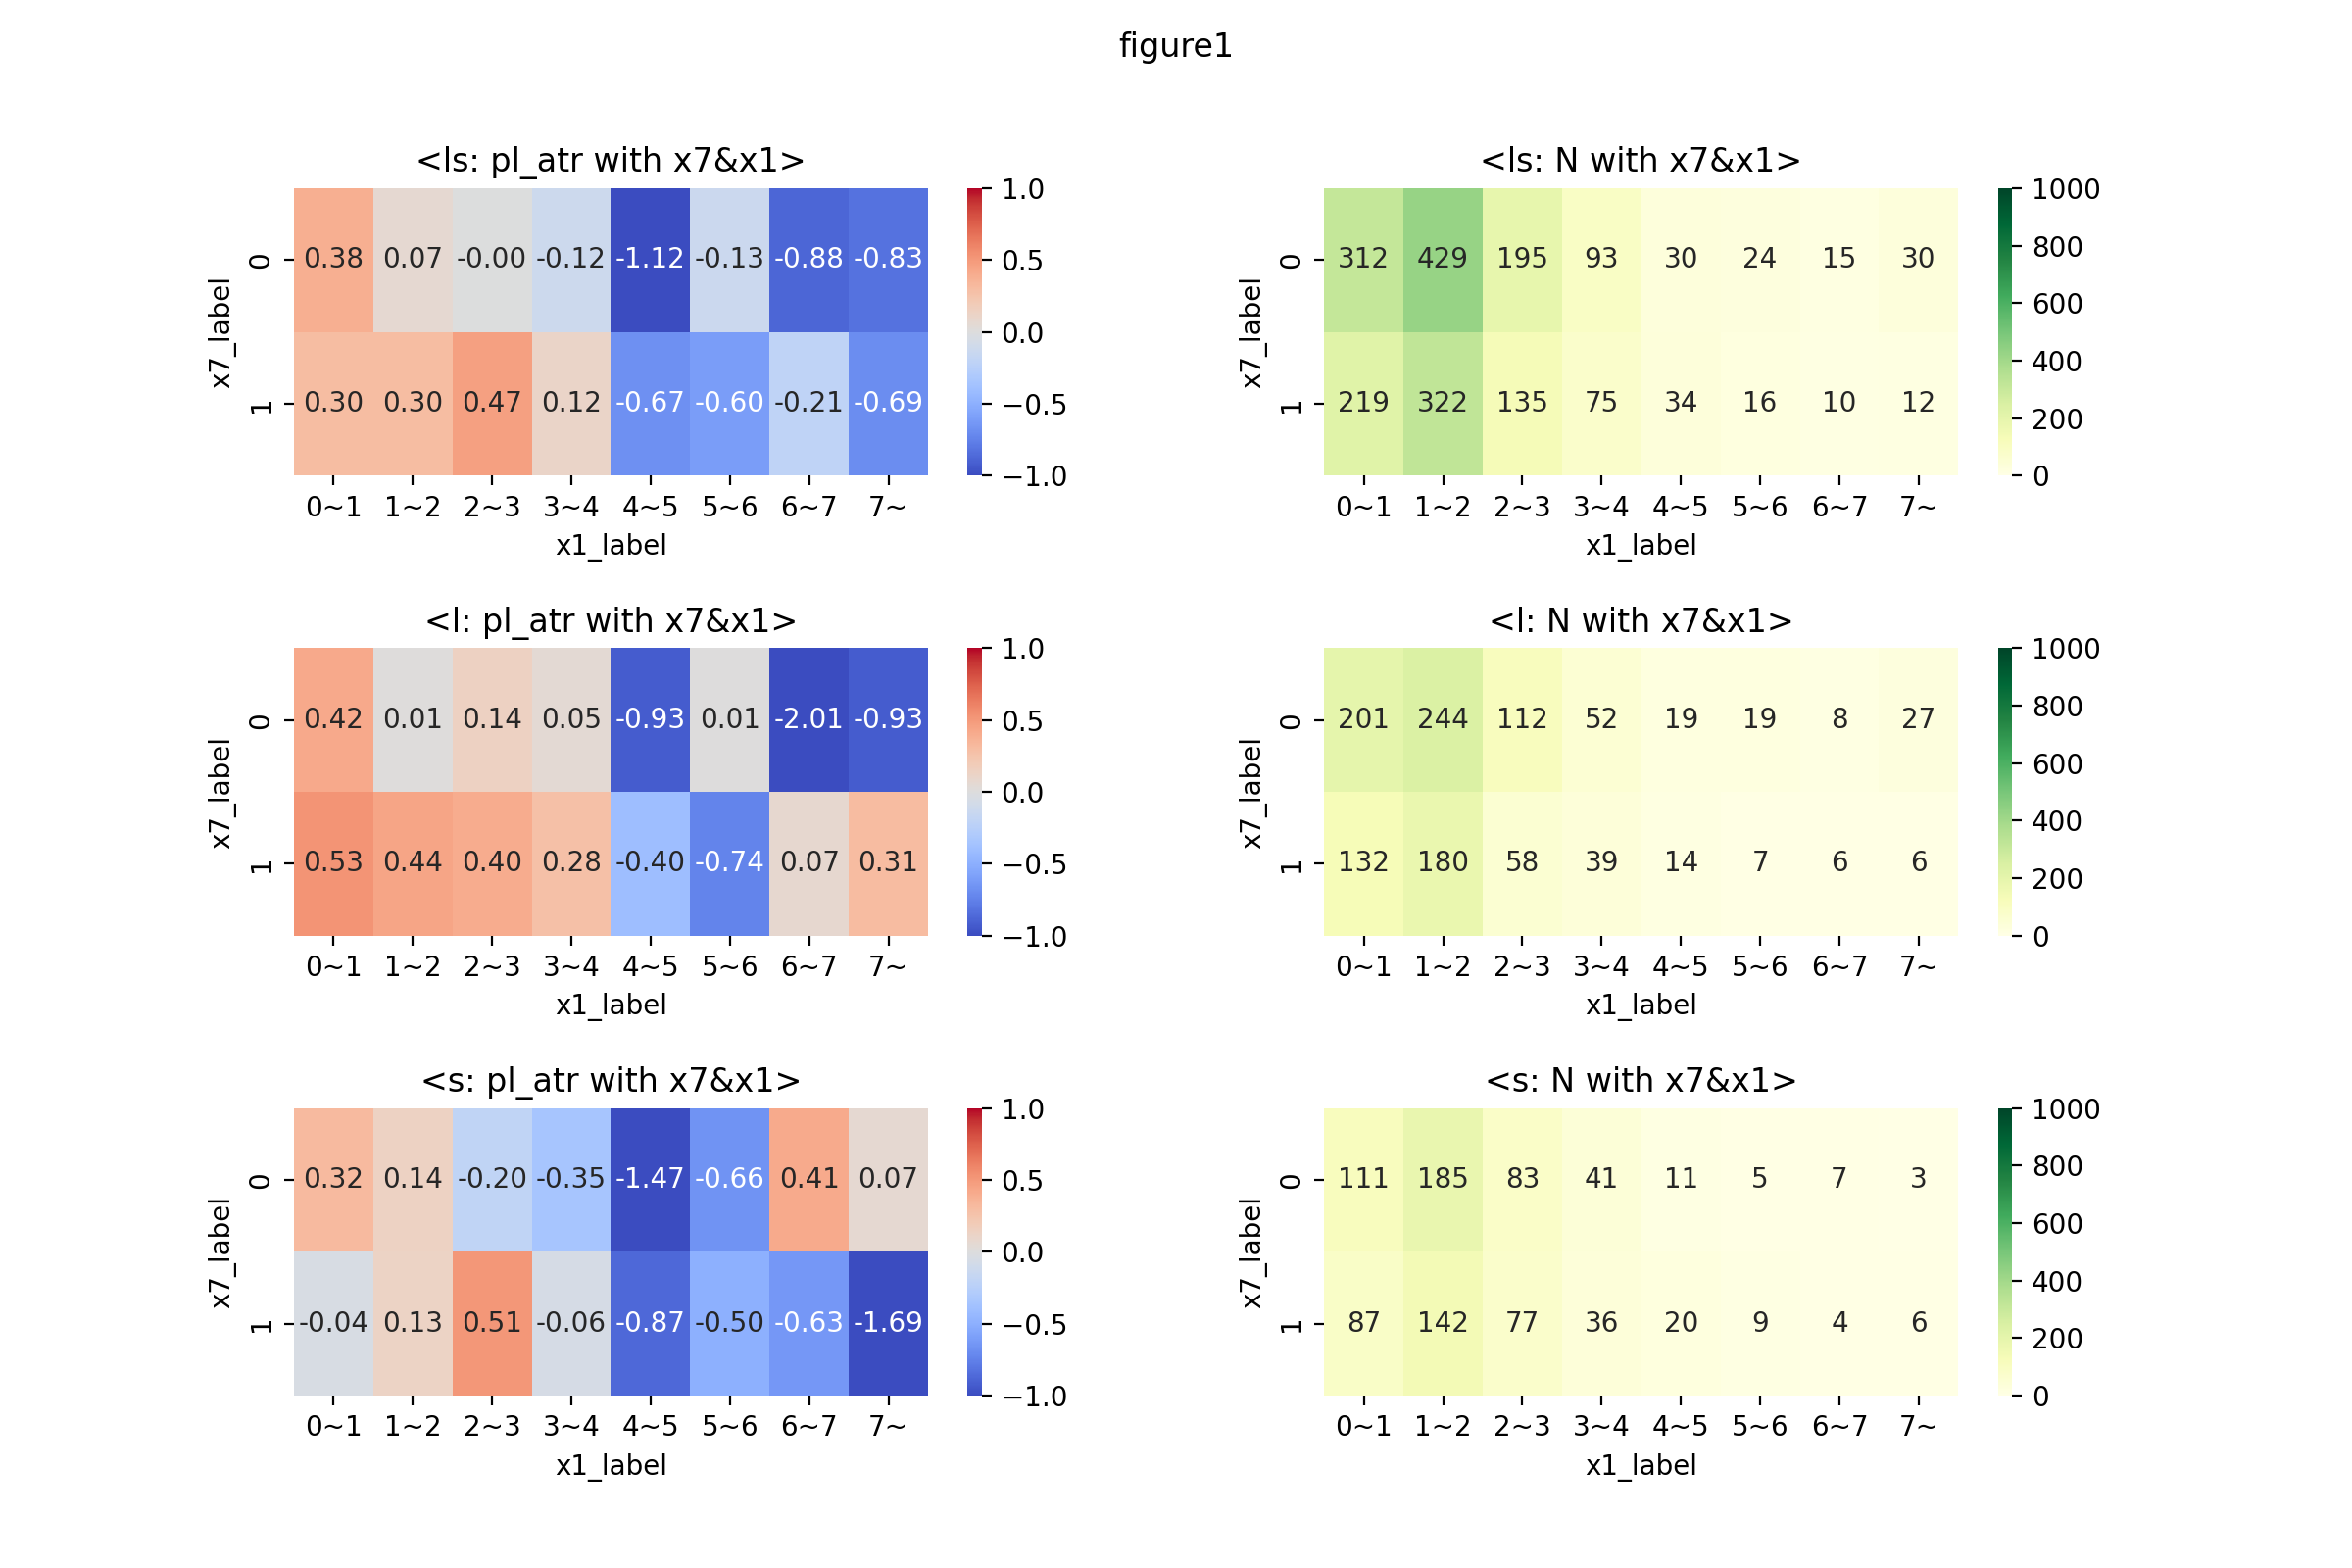 figure1
<ls: pl_atr with x7&x1>
x7_label
0
0.38 0.07 -0.00 -0.12 -1.12 -0.13 -0.88 -0.83
1
0.30 0.30 0.47 0.12 -0.67 -0.60 -0.21 -0.69
0~1 1~2 2~3 3~4 4~5 5~6 6~7 7~
x1_label
1.0
0.5
0.0
−0.5
−1.0
<ls: N with x7&x1>
x7_label
0
312 429 195 93 30 24 15 30
1
219 322 135 75 34 16 10 12
0~1 1~2 2~3 3~4 4~5 5~6 6~7 7~
x1_label
1000
800
600
400
200
0
<l: pl_atr with x7&x1>
x7_label
0
0.42 0.01 0.14 0.05 -0.93 0.01 -2.01 -0.93
1
0.53 0.44 0.40 0.28 -0.40 -0.74 0.07 0.31
0~1 1~2 2~3 3~4 4~5 5~6 6~7 7~
x1_label
1.0
0.5
0.0
−0.5
−1.0
<l: N with x7&x1>
x7_label
0
201 244 112 52 19 19 8 27
1
132 180 58 39 14 7 6 6
0~1 1~2 2~3 3~4 4~5 5~6 6~7 7~
x1_label
1000
800
600
400
200
0
<s: pl_atr with x7&x1>
x7_label
0
0.32 0.14 -0.20 -0.35 -1.47 -0.66 0.41 0.07
1
-0.04 0.13 0.51 -0.06 -0.87 -0.50 -0.63 -1.69
0~1 1~2 2~3 3~4 4~5 5~6 6~7 7~
x1_label
1.0
0.5
0.0
−0.5
−1.0
<s: N with x7&x1>
x7_label
0
111 185 83 41 11 5 7 3
1
87 142 77 36 20 9 4 6
0~1 1~2 2~3 3~4 4~5 5~6 6~7 7~
x1_label
1000
800
600
400
200
0